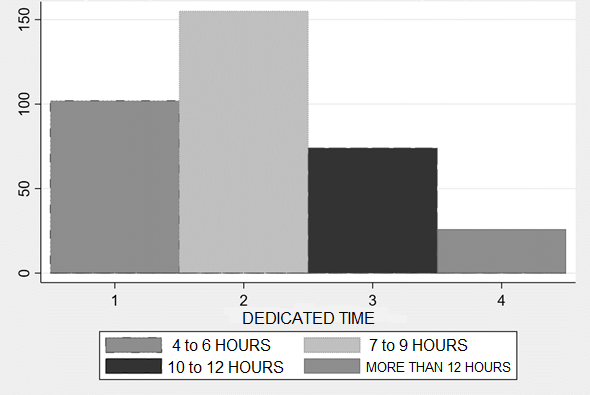 150
100
50
0
1 2 3 4
DEDICATED TIME
4 to 6 HOURS 7 to 9 HOURS
10 to 12 HOURS MORE THAN 12 HOURS